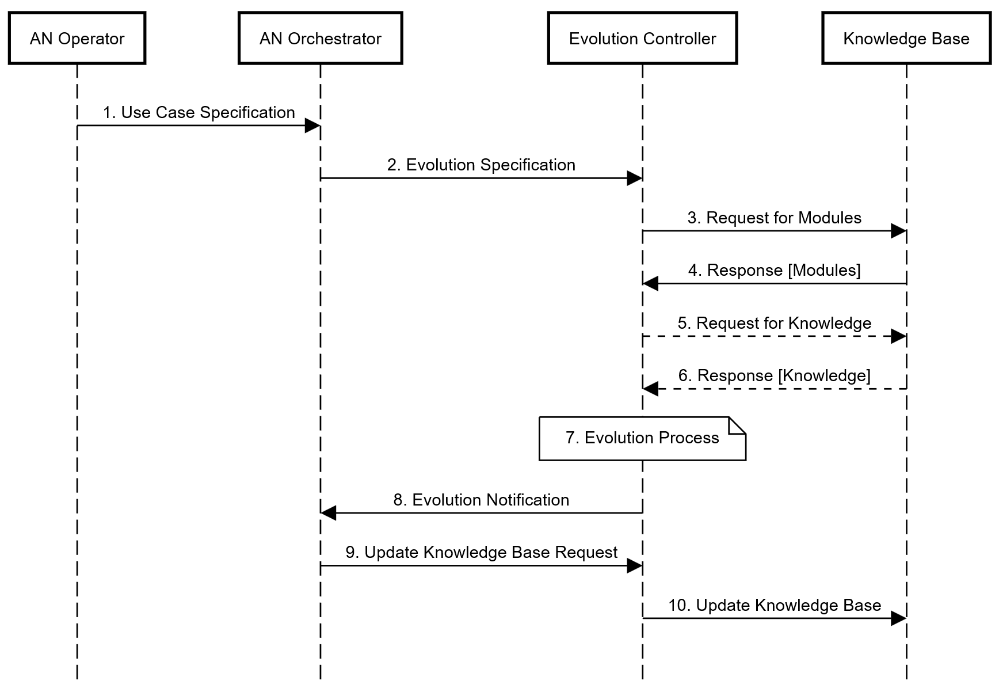 AN Operator
AN Orchestrator
Evolution Controller
Knowledge Base
1. Use Case Specification
2. Evolution Specification
3. Request for Modules
4. Response [Modules]
5. Request for Knowledge
6. Response [Knowledge]
7. Evolution Process
8. Evolution Notification
9. Update Knowledge Base Request
10. Update Knowledge Base